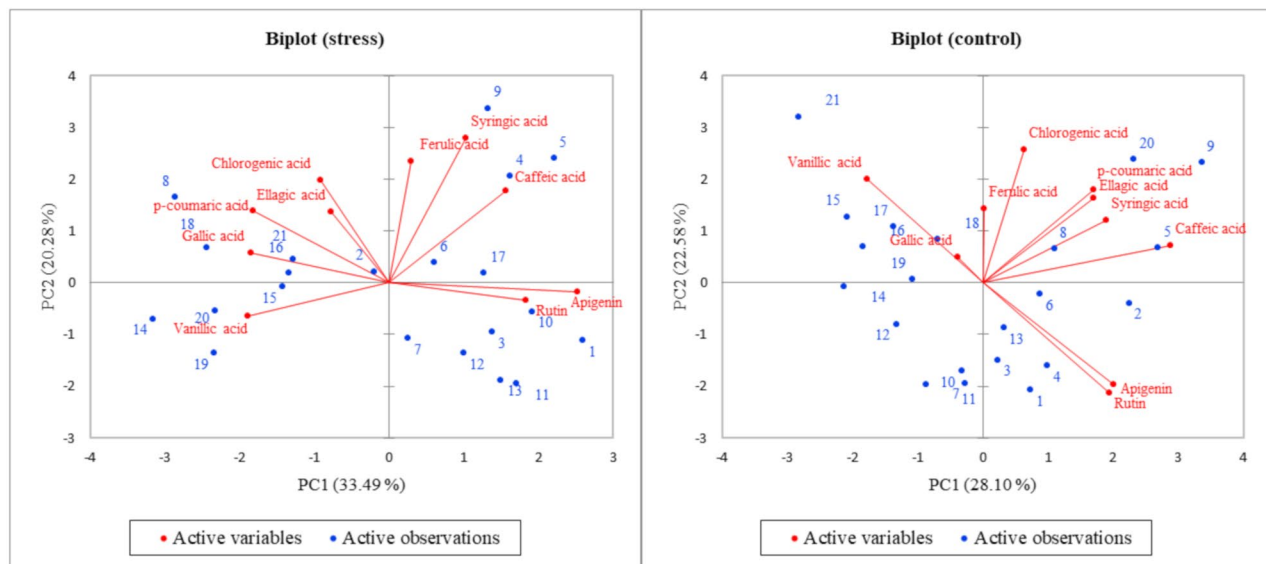 Biplot (stress)
4
3
2
1
0
-1
-2
-3
PC2 (20.28 %)
9
Syringic acid
Ferulic acid
5
4
Chlorogenic acid
Caffeic acid
8
Ellagic acid
p-coumaric acid
18
21
Gallic acid
16
2
6
17
Apigenin
15
Rutin
20
Vanillic acid
10
14
3
1
7
19
12
13
11
-4
-3
-2
-1
0
1
2
3
PC1 (33.49 %)
Active variables
Active observations
Biplot (control)
4
3
2
1
0
-1
-2
-3
PC2 (22.58 %)
21
Chlorogenic acid
20
9
Vanillic acid
p-coumaric acid
Ellagic acid
Ferulic acid
Syringic acid
15
17
18
16
Caffeic acid
5
8
Gallic acid
19
14
6
2
12
13
3
4
10
Apigenin
7
11
1
Rutin
-4
-3
-2
-1
0
1
2
3
4
PC1 (28.10 %)
Active variables
Active observations